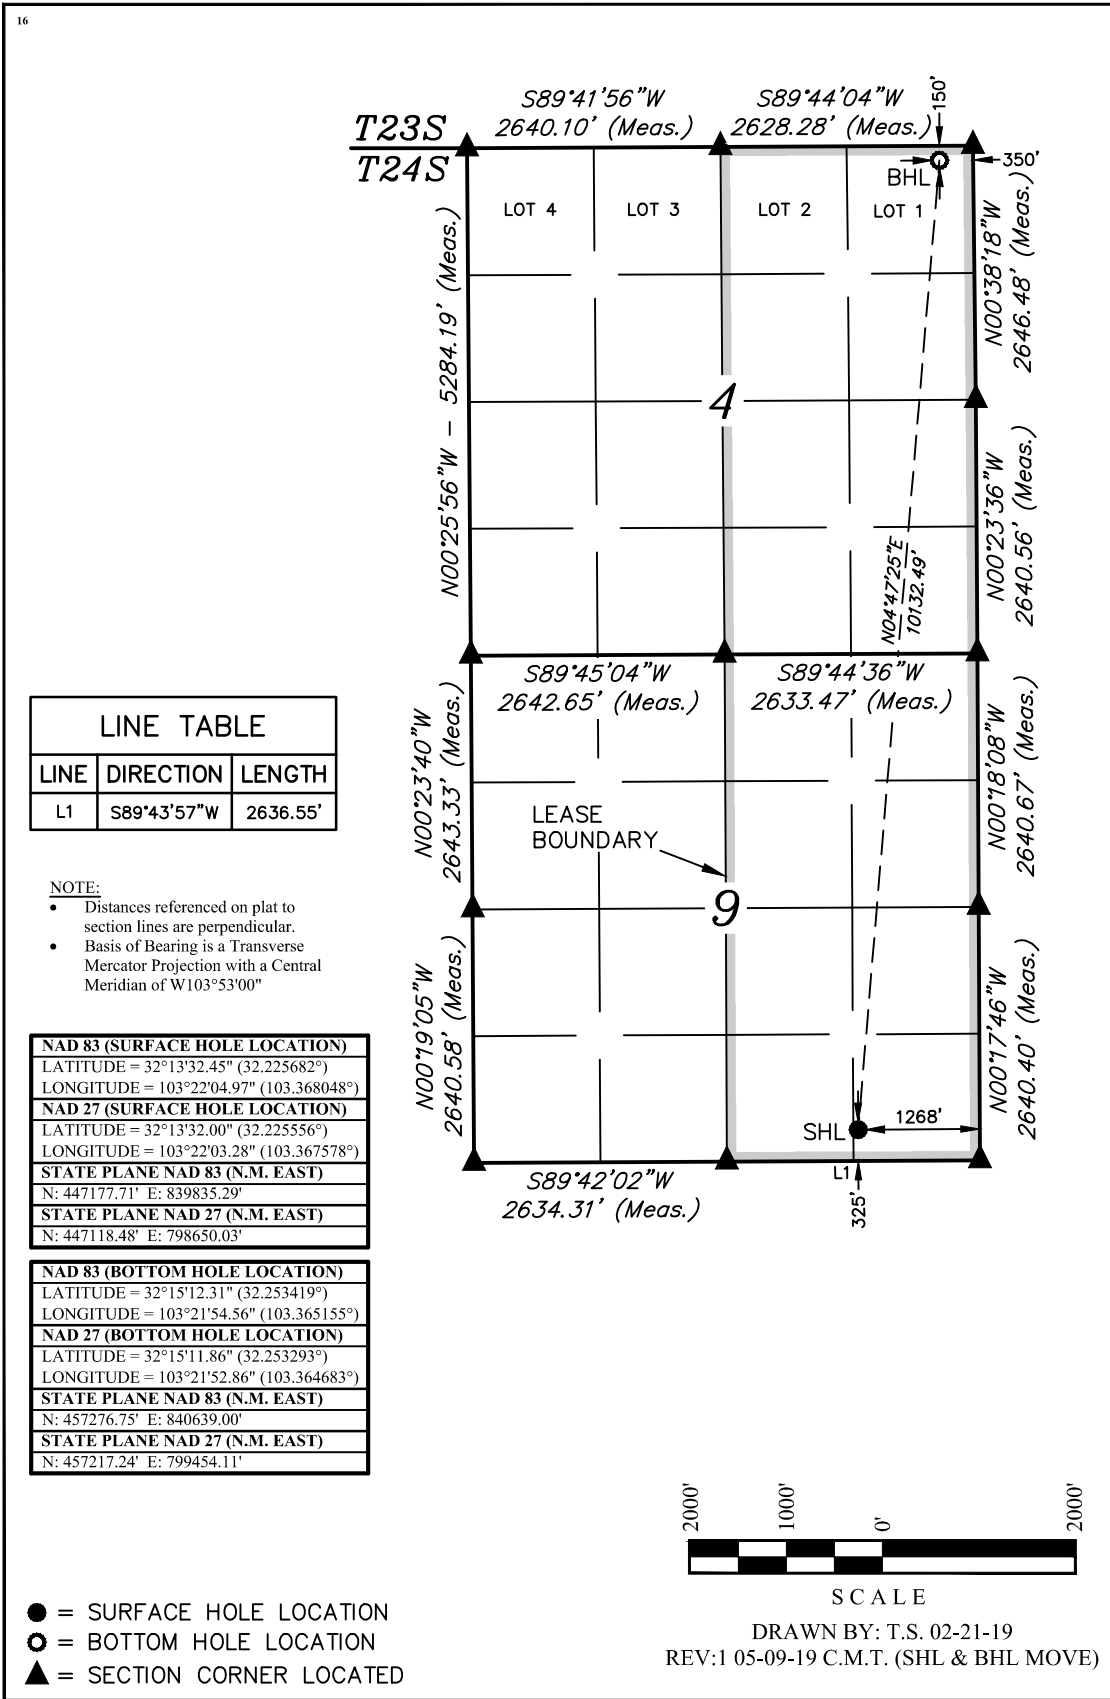 16
S89°41'56"W
2640.10' (Meas.)
S89°44'04"W
2628.28' (Meas.)
150'
T23S
T24S
350'
BHL
LOT 4
LOT 3
LOT 2
LOT 1
N00°25'56"W - 5284.19' (Meas.)
N00°38'18"W
2646.48' (Meas.)
4
N00°23'36"W
2640.56' (Meas.)
N04°47'25"E
10132.49'
S89°45'04"W
2642.65' (Meas.)
S89°44'36"W
2633.47' (Meas.)
N00°23'40"W
2643.33' (Meas.)
N00°18'08"W
2640.67' (Meas.)
LEASE
BOUNDARY
9
N00°19'05"W
2640.58' (Meas.)
N00°17'46"W
2640.40' (Meas.)
SHL
1268'
L1
325'
S89°42'02"W
2634.31' (Meas.)
LINE TABLE
LINE DIRECTION LENGTH
L1 S89°43'57"W 2636.55'
NOTE:
• Distances referenced on plat to
section lines are perpendicular.
• Basis of Bearing is a Transverse
Mercator Projection with a Central
Meridian of W103°53'00"
NAD 83 (SURFACE HOLE LOCATION)
LATITUDE = 32°13'32.45" (32.225682°)
LONGITUDE = 103°22'04.97" (103.368048°)
NAD 27 (SURFACE HOLE LOCATION)
LATITUDE = 32°13'32.00" (32.225556°)
LONGITUDE = 103°22'03.28" (103.367578°)
STATE PLANE NAD 83 (N.M. EAST)
N: 447177.71' E: 839835.29'
STATE PLANE NAD 27 (N.M. EAST)
N: 447118.48' E: 798650.03'
NAD 83 (BOTTOM HOLE LOCATION)
LATITUDE = 32°15'12.31" (32.253419°)
LONGITUDE = 103°21'54.56" (103.365155°)
NAD 27 (BOTTOM HOLE LOCATION)
LATITUDE = 32°15'11.86" (32.253293°)
LONGITUDE = 103°21'52.86" (103.364683°)
STATE PLANE NAD 83 (N.M. EAST)
N: 457276.75' E: 840639.00'
STATE PLANE NAD 27 (N.M. EAST)
N: 457217.24' E: 799454.11'
2000' 1000' 0' 2000'
SCALE
DRAWN BY: T.S. 02-21-19
REV:1 05-09-19 C.M.T. (SHL & BHL MOVE)
= SURFACE HOLE LOCATION
= BOTTOM HOLE LOCATION
= SECTION CORNER LOCATED